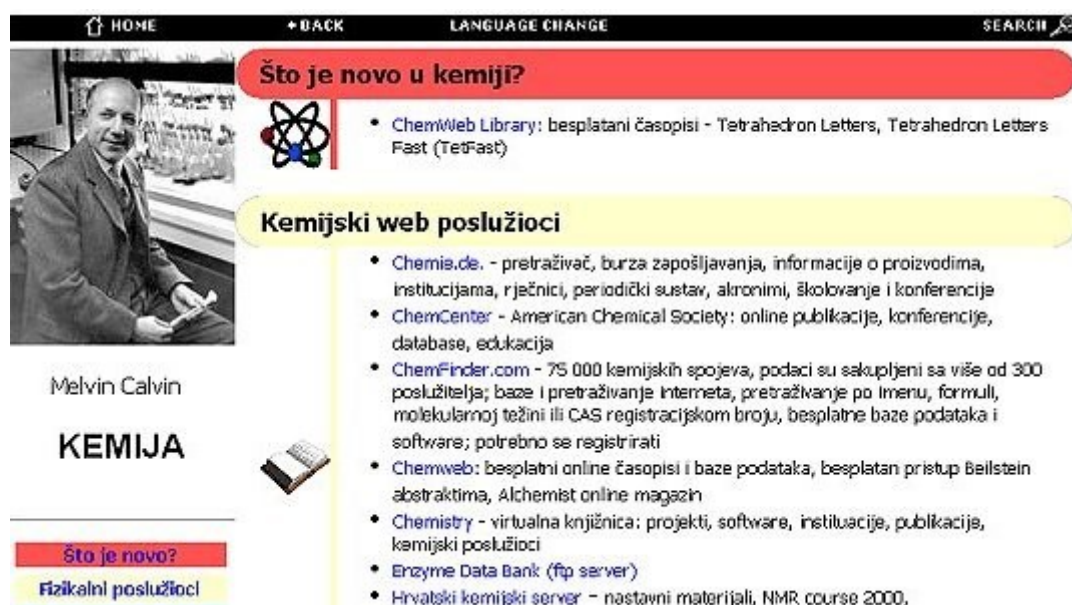 HOME
BACK
LANGUAGE CHANGE
SEARCH
Što je novo u kemiji?
ChemWeb Library: besplatani časopisi - Tetrahedron Letters, Tetrahedron Letters
Fast (TetFast)
Kemijski web poslužioci
Chemie.de. - pretraživač, burza zapošljavanja, informacije o proizvodima,
institucijama, rječnici, periodički sustav, akronimi, školovanje i konferencije
ChemCenter - American Chemical Society: online publikacije, konferencije,
database, edukacija
ChemFinder.com - 75 000 kemijskih spojeva, podaci su sakupljeni sa više od 300
poslužitelja; baze i pretraživanje interneta, pretraživanje po imenu, formuli,
molekularnoj težini ili CAS registracijskom broju, besplatne baze podataka i
software; potrebno se registrirati
Chemweb: besplatni online časopisi i baze podataka, besplatan pristup Beilstein
abstraktima, Alchemist online magazin
Chemistry - virtualna knjižnica: projekti, software, instituacije, publikacije,
kemijski poslužioci
Enzyme Data Bank (ftp server)
Hrvatski kemijski server - nastavni materijali, NMR course 2000,
Melvin Calvin
KEMIJA
Što je novo?
Fizikalni poslužioci